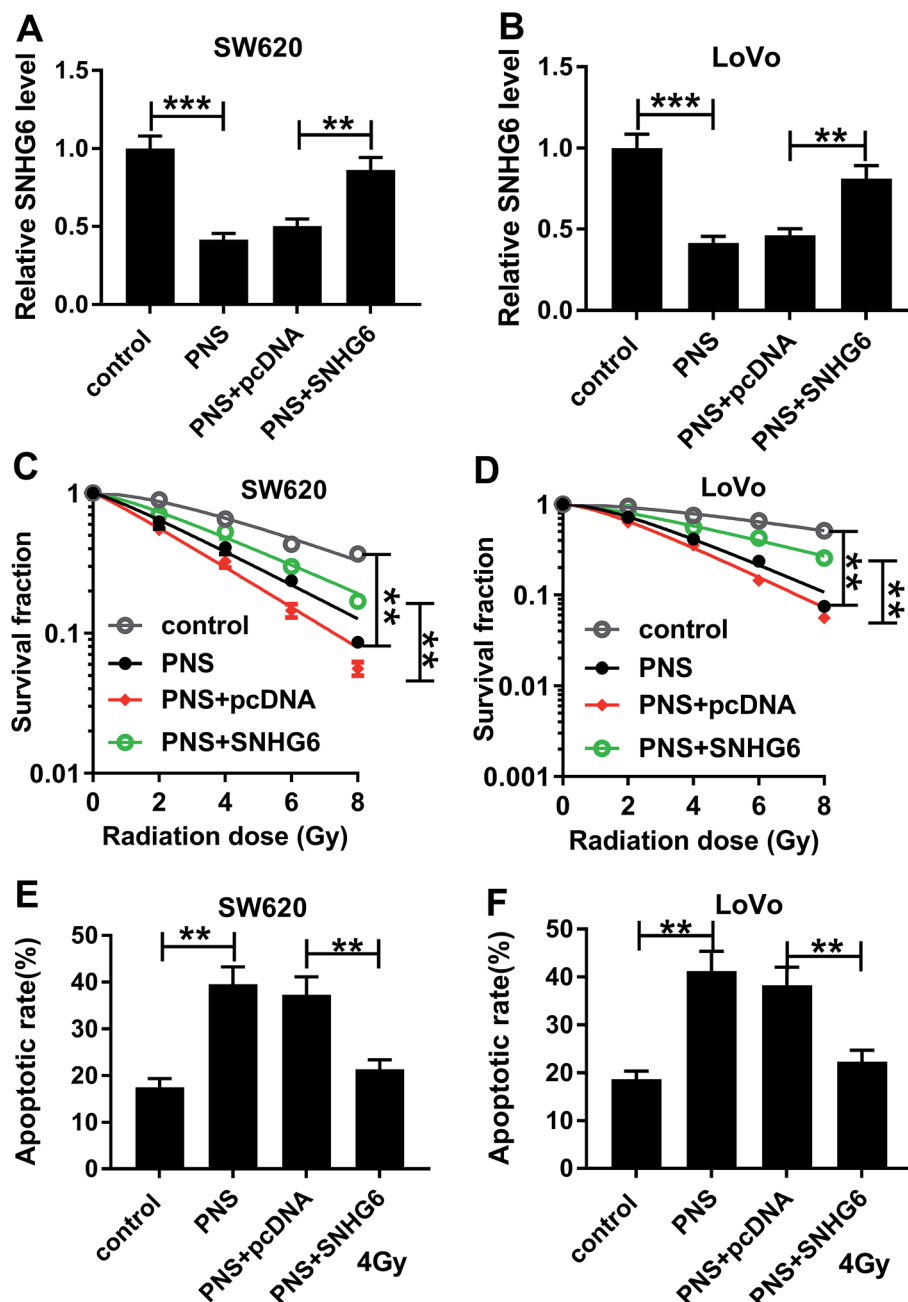 A
SW620
Relative SNHG6 level
1.5
1.0
0.5
0.0
***
**
control
PNS
PNS+pcDNA
PNS+SNHG6
B
LoVo
Relative SNHG6 level
1.5
1.0
0.5
0.0
***
**
control
PNS
PNS+pcDNA
PNS+SNHG6
C
SW620
Survival fraction
1
0.1
0.01
0
2
4
6
8
Radiation dose (Gy)
control
PNS
PNS+pcDNA
PNS+SNHG6
**
**
D
LoVo
Survival fraction
1
0.1
0.01
0.001
0
2
4
6
8
Radiation dose (Gy)
control
PNS
PNS+pcDNA
PNS+SNHG6
**
**
E
SW620
Apoptotic rate(%)
50
40
30
20
10
0
**
**
control
PNS
PNS+pcDNA
PNS+SNHG6
4Gy
F
LoVo
Apoptotic rate(%)
50
40
30
20
10
0
**
**
control
PNS
PNS+pcDNA
PNS+SNHG6
4Gy